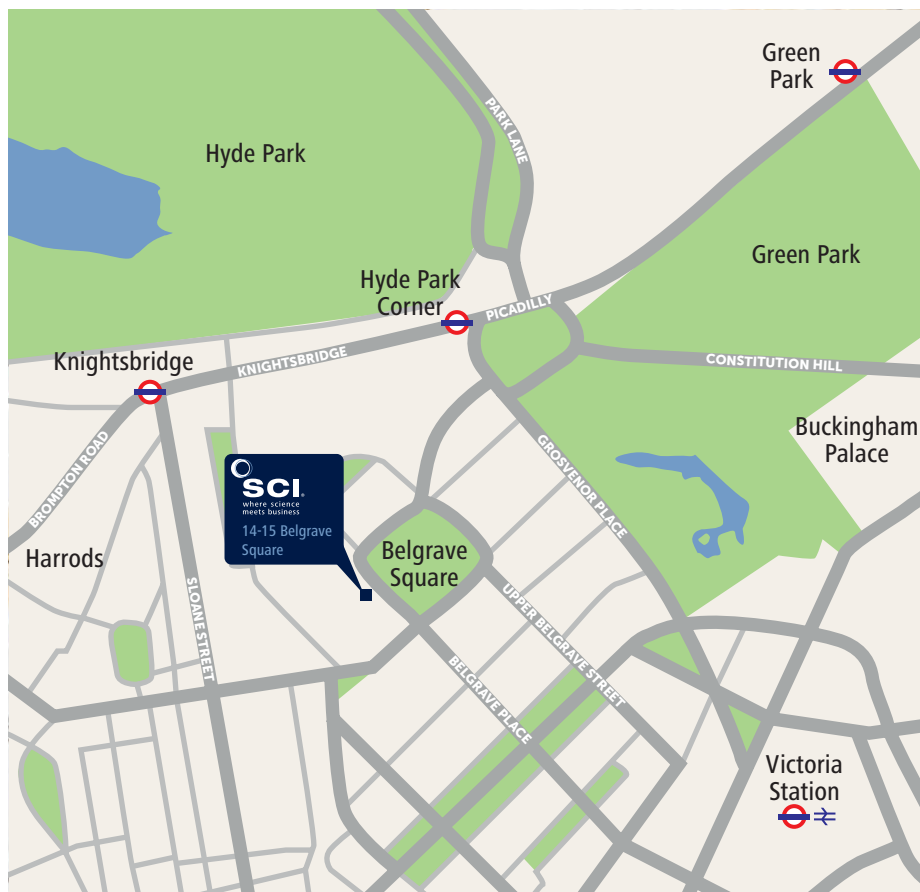 Green
Park
PARK LANE
Hyde Park
Green Park
Hyde Park
Corner
PICADILLY
Knightsbridge
KNIGHTSBRIDGE
CONSTITUTION HILL
BROMPTON ROAD
GROSVENOR PLACE
Buckingham
Palace
SCI®
where science
meets business
14-15 Belgrave
Square
Harrods
Belgrave
Square
SLOANE STREET
UPPER BELGRAVE STREET
BELGRAVE PLACE
Victoria
Station